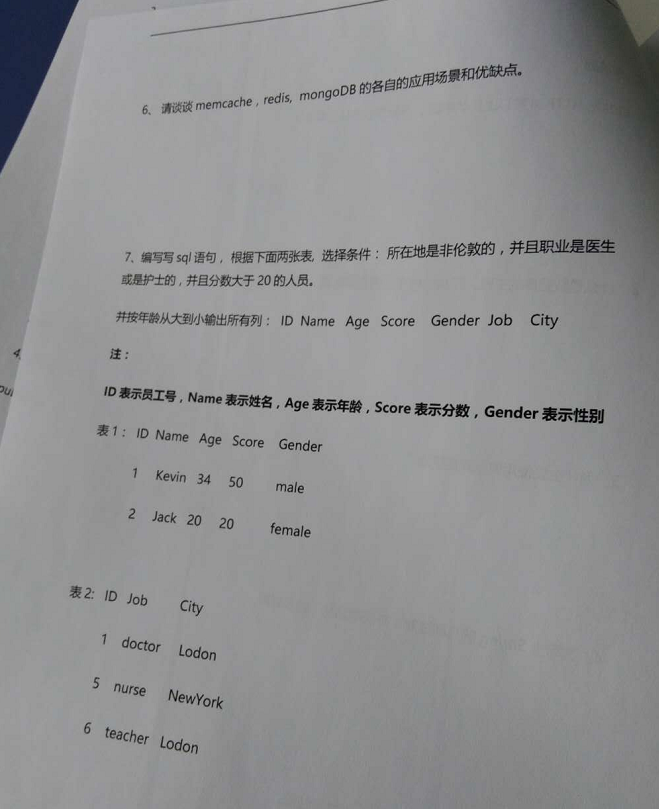 6、请谈谈 memcache，redis, mongoDB 的各自的应用场景和优缺点。
7、编写写 sql 语句，根据下面两张表, 选择条件：所在地是非伦敦的，并且职业是医生
或是护士的，并且分数大于 20 的人员。
并按年龄从大到小输出所有列： ID Name Age Score Gender Job City
注：
ID 表示员工号，Name 表示姓名，Age 表示年龄，Score 表示分数，Gender 表示性别
表 1： ID Name Age Score Gender
1 Kevin 34 50 male
2 Jack 20 20 female
表 2: ID Job City
1 doctor Lodon
5 nurse NewYork
6 teacher Lodon